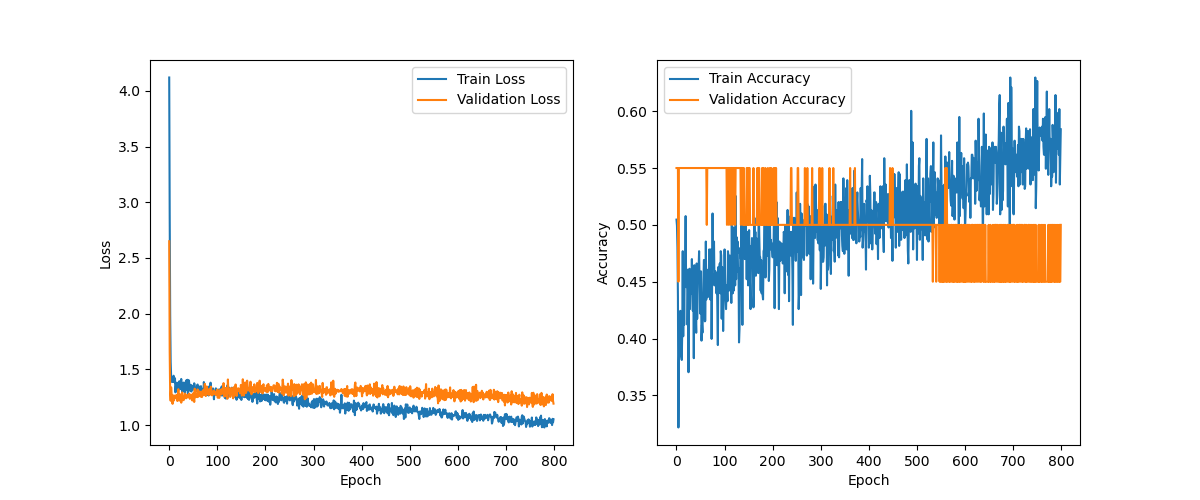 Train Loss
Validation Loss
4.0
3.5
3.0
2.5
2.0
1.5
1.0
Loss
0 100 200 300 400 500 600 700 800
Epoch
Train Accuracy
Validation Accuracy
0.60
0.55
0.50
0.45
0.40
0.35
Accuracy
0 100 200 300 400 500 600 700 800
Epoch